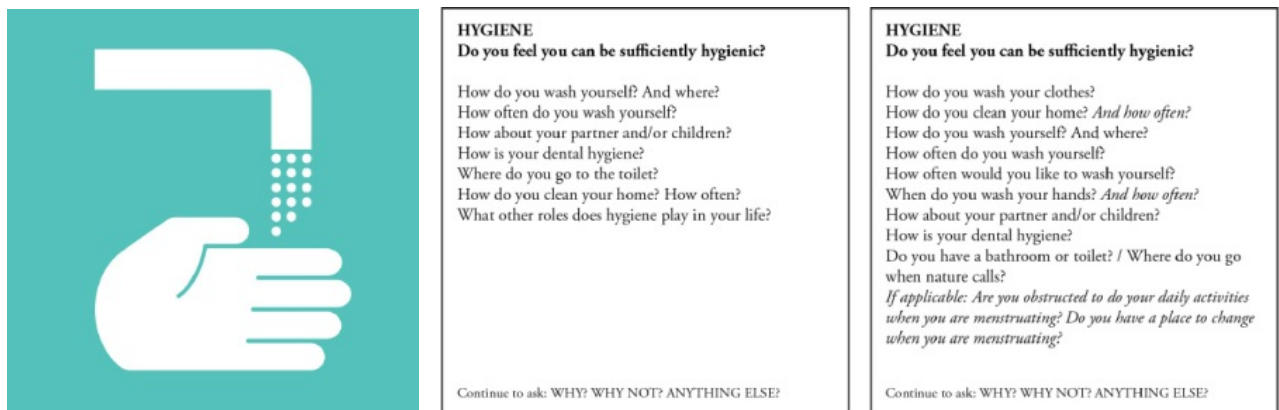 HYGIENE
Do you feel you can be sufficiently hygienic?
How do you wash yourself? And where?
How often do you wash yourself?
How about your partner and/or children?
How is your dental hygiene?
Where do you go to the toilet?
How do you clean your home? How often?
What other roles does hygiene play in your life?
Continue to ask: WHY? WHY NOT? ANYTHING ELSE?
HYGIENE
Do you feel you can be sufficiently hygienic?
How do you wash your clothes?
How do you clean your home? And how often?
How do you wash yourself? And where?
How often do you wash yourself?
How often would you like to wash yourself?
When do you wash your hands? And how often?
How about your partner and/or children?
How is your dental hygiene?
Do you have a bathroom or toilet? / Where do you go
when nature calls?
If applicable: Are you obstructed to do your daily activities
when you are menstruating? Do you have a place to change
when you are menstruating?
Continue to ask: WHY? WHY NOT? ANYTHING ELSE?